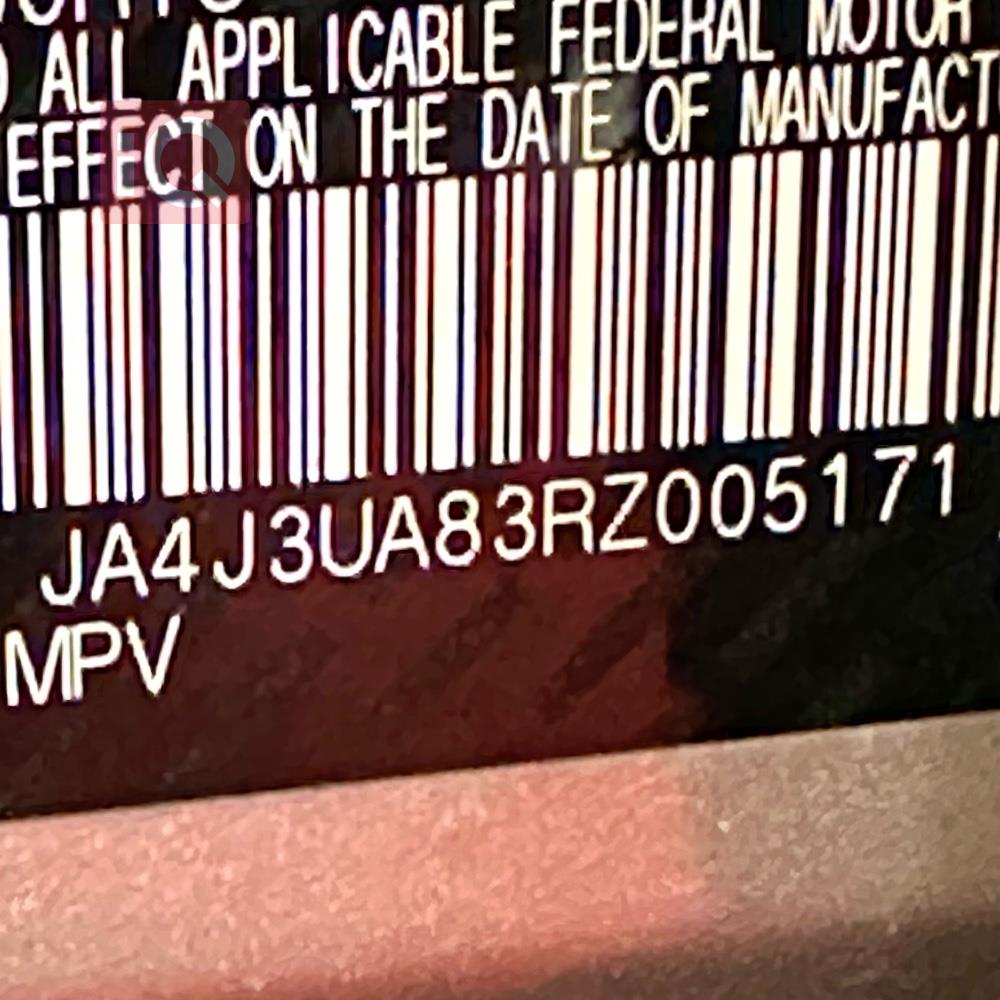 ALL APPLICABLE FEDERAL MOTOR
EFFECT ON THE DATE OF MANUFACT
JA4J3UA83RZ005171
MPV